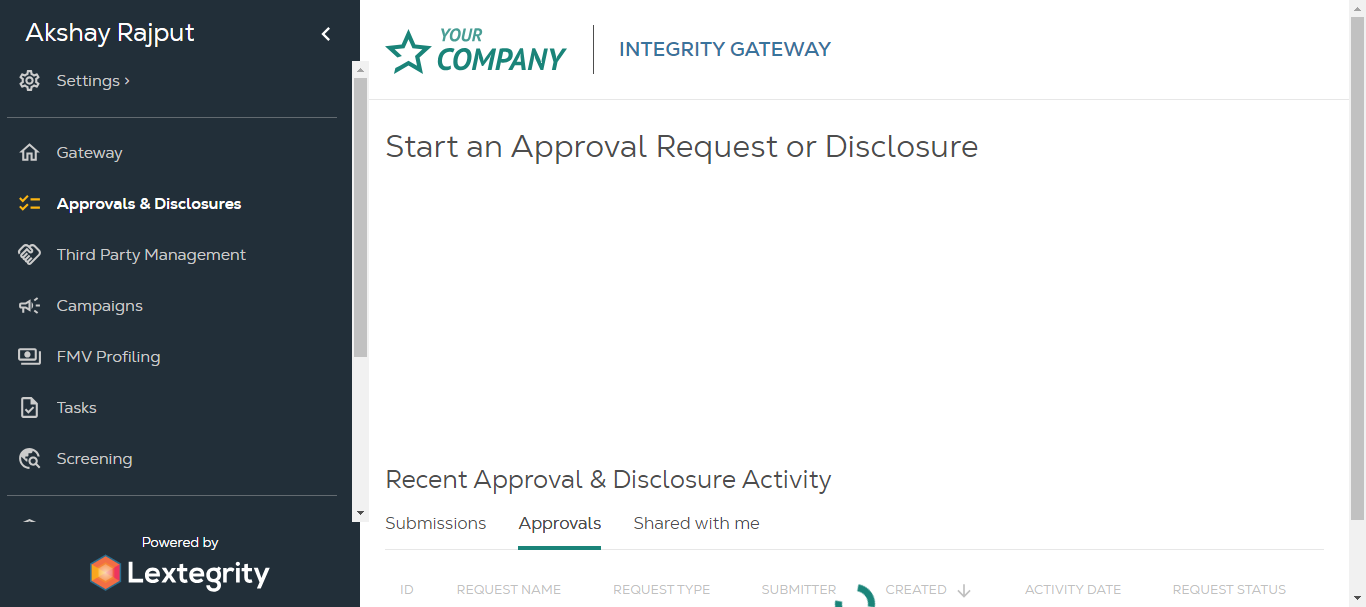 Akshay Rajput
Settings ›
Gateway
Approvals & Disclosures
Third Party Management
Campaigns
FMV Profiling
Tasks
Screening
Powered by
Lextegrity
YOUR
COMPANY
INTEGRITY GATEWAY
Start an Approval Request or Disclosure
Recent Approval & Disclosure Activity
Submissions Approvals Shared with me
ID REQUEST NAME REQUEST TYPE SUBMITTER CREATED ACTIVITY DATE REQUEST STATUS